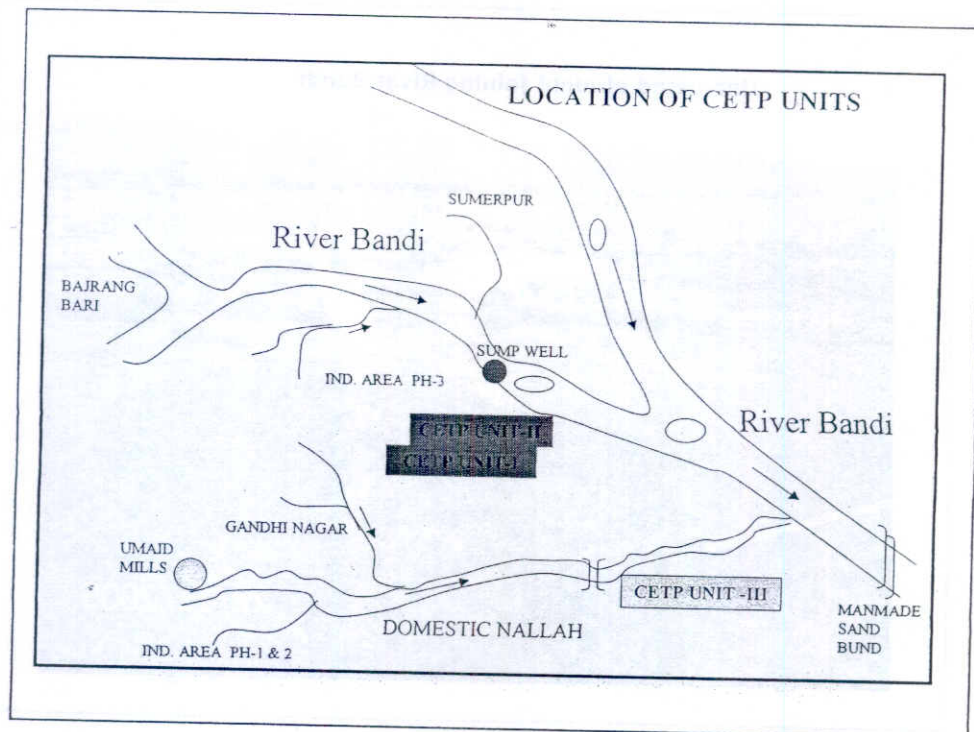 LOCATION OF CETP UNITS
SUMERPUR
River Bandi
BAJRANG
BARI
SUMP WELL
IND. AREA PH-3
River Bandi
CETP UNIT-II
CETP UNIT-I
GANDHI NAGAR
UMAID
MILLS
CETP UNIT -III
MANMADE
SAND
BUND
DOMESTIC NALLAH
IND. AREA PH-1 & 2